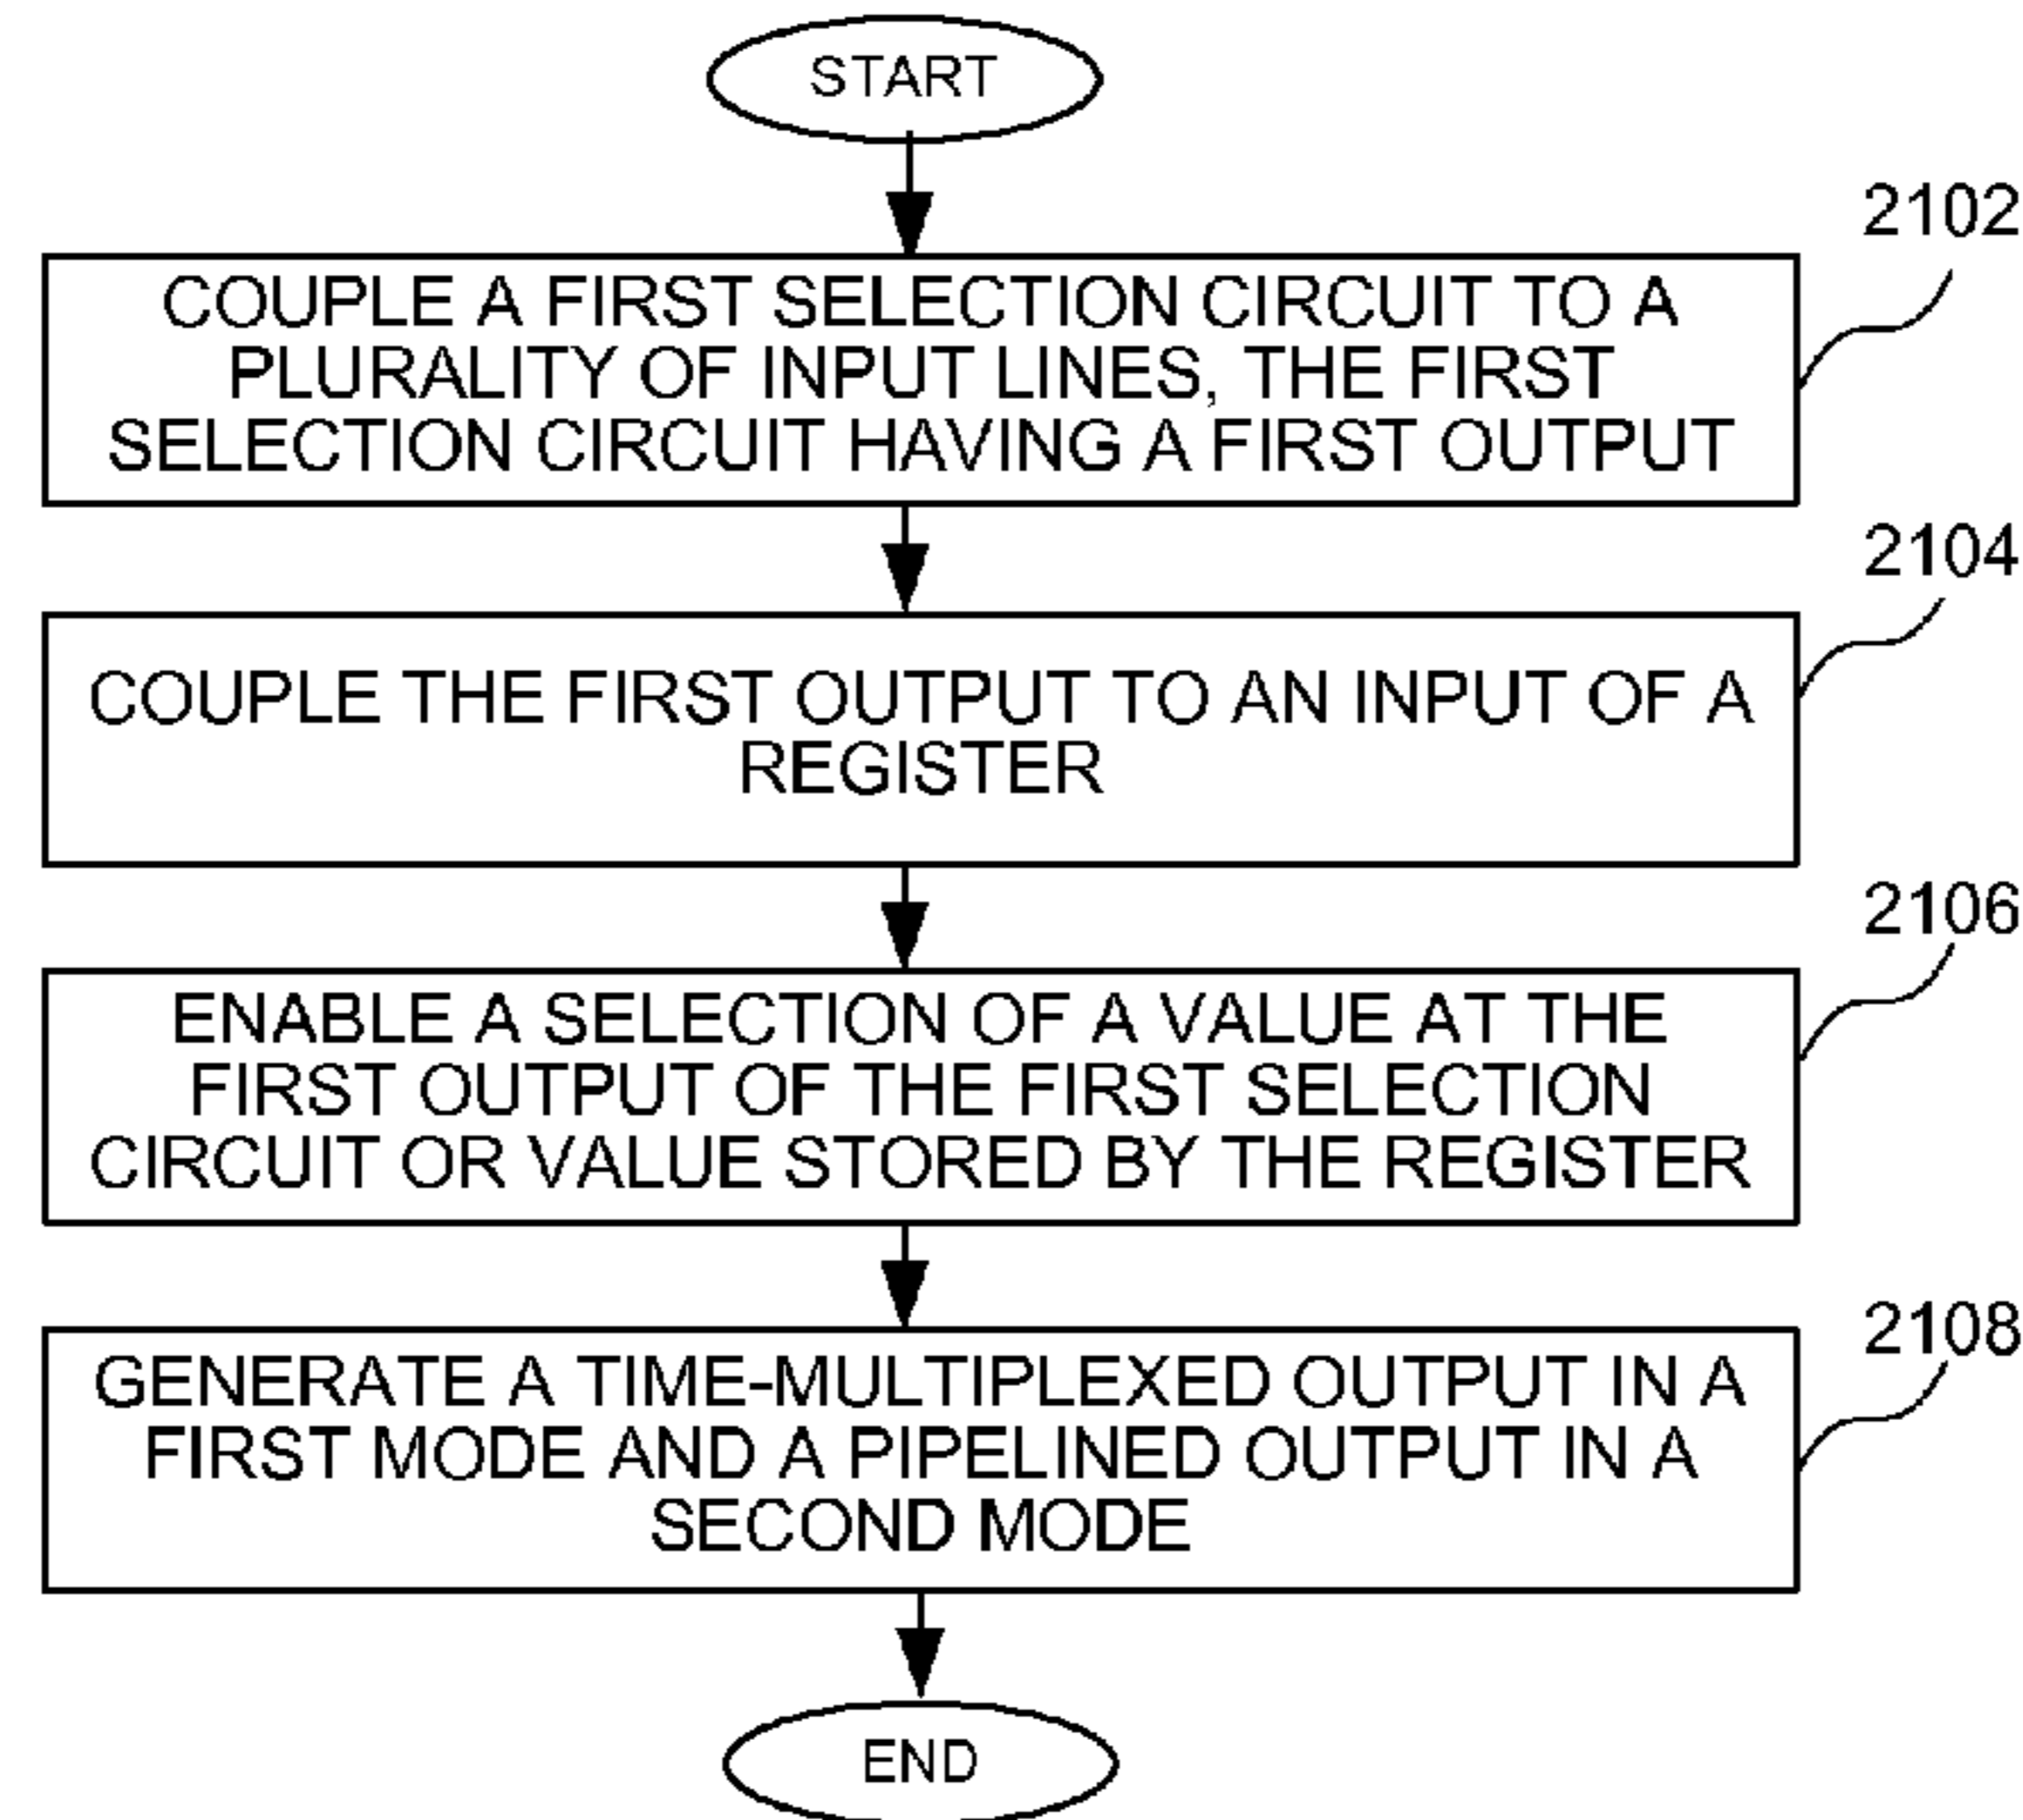 START
2102
COUPLE A FIRST SELECTION CIRCUIT TO A
PLURALITY OF INPUT LINES, THE FIRST
SELECTION CIRCUIT HAVING A FIRST OUTPUT
2104
COUPLE THE FIRST OUTPUT TO AN INPUT OF A
REGISTER
2106
ENABLE A SELECTION OF A VALUE AT THE
FIRST OUTPUT OF THE FIRST SELECTION
CIRCUIT OR VALUE STORED BY THE REGISTER
2108
GENERATE A TIME-MULTIPLEXED OUTPUT IN A
FIRST MODE AND A PIPELINED OUTPUT IN A
SECOND MODE
END